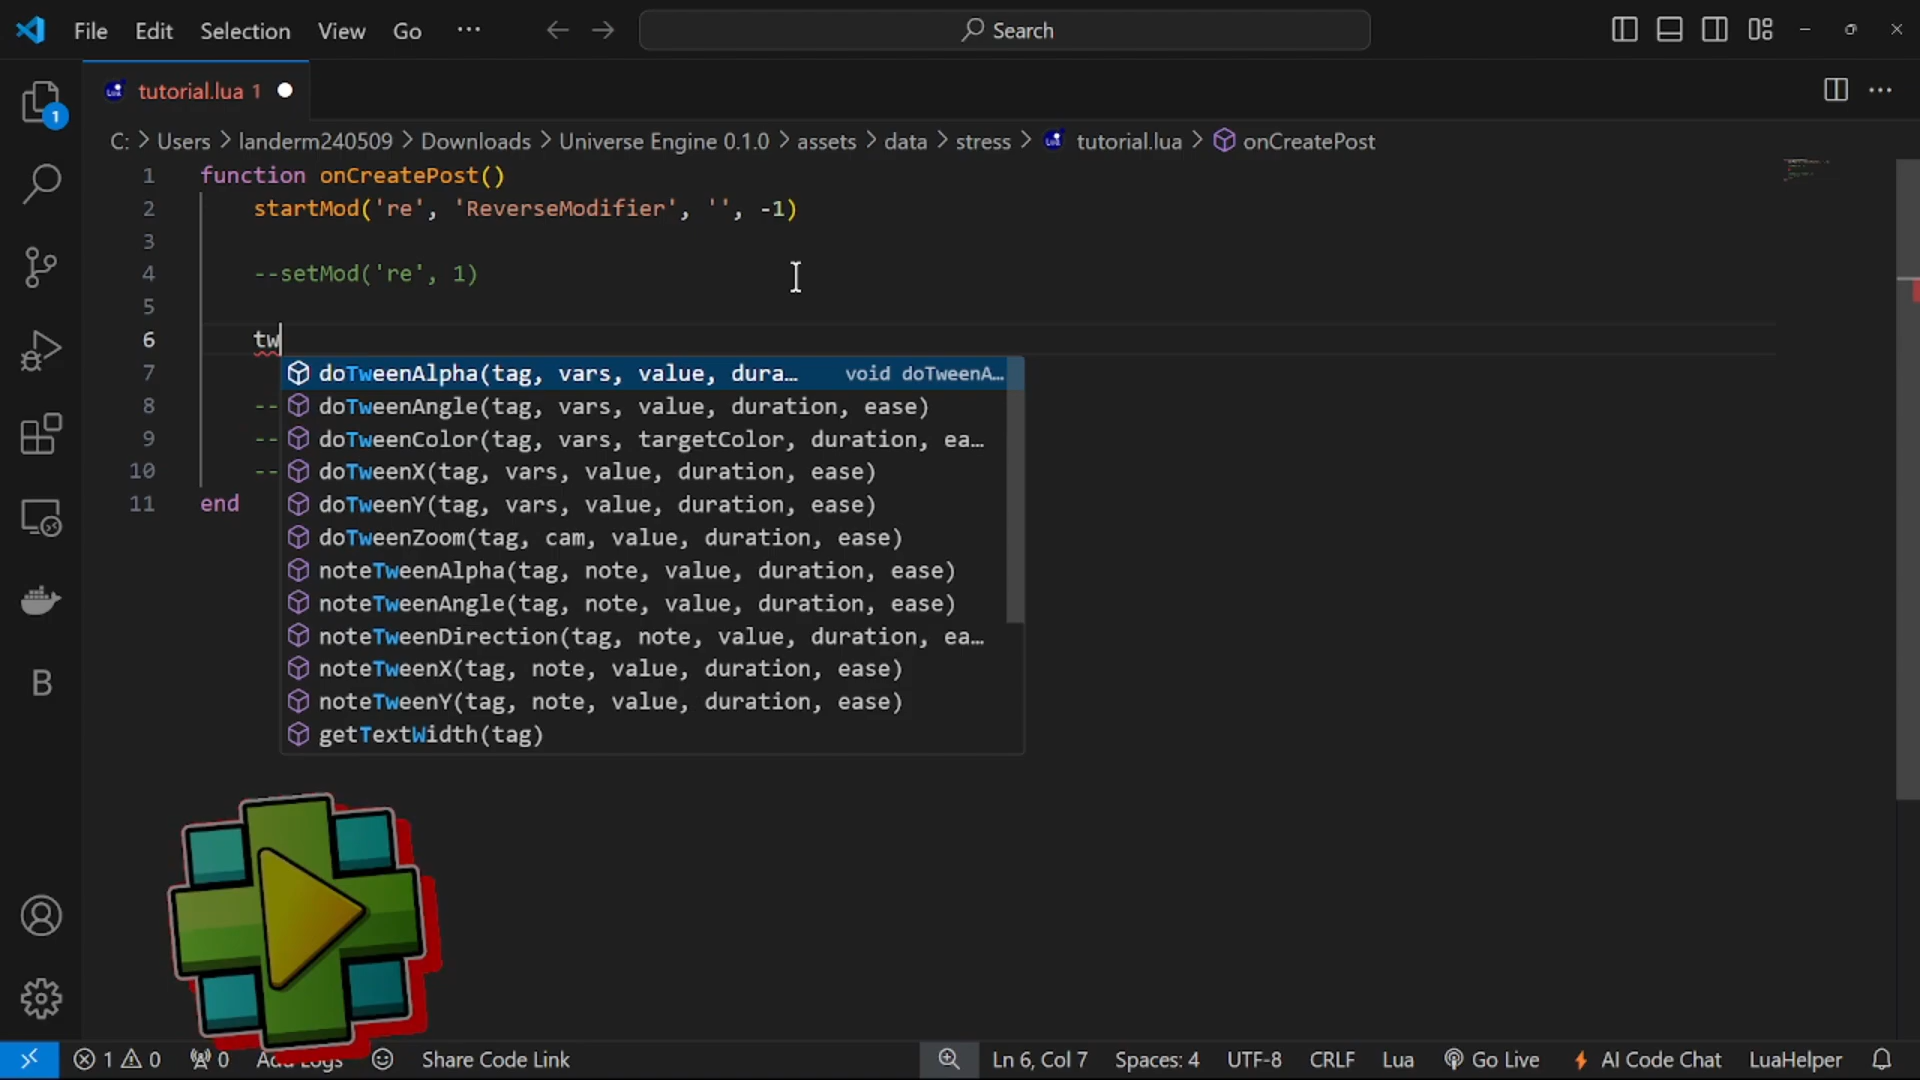 File Edit Selection View Go ··· Search
tutorial.lua 1
C: > Users > landerm240509 > Downloads > Universe Engine 0.1.0 > assets > data > stress > tutorial.lua > onCreatePost
1 function onCreatePost()
2 startMod('re', 'ReverseModifier', '', -1)
3
4 --setMod('re', 1)
5
6 tw
7 doTweenAlpha(tag, vars, value, dura… void doTweenA…
8 -- doTweenAngle(tag, vars, value, duration, ease)
9 -- doTweenColor(tag, vars, targetColor, duration, ea…
10 -- doTweenX(tag, vars, value, duration, ease)
11 end doTweenY(tag, vars, value, duration, ease)
doTweenZoom(tag, cam, value, duration, ease)
noteTweenAlpha(tag, note, value, duration, ease)
noteTweenAngle(tag, note, value, duration, ease)
noteTweenDirection(tag, note, value, duration, ea…
noteTweenX(tag, note, value, duration, ease)
noteTweenY(tag, note, value, duration, ease)
getTextWidth(tag)
1
B
1 0 0 Add Logs Share Code Link Ln 6, Col 7 Spaces: 4 UTF-8 CRLF Lua Go Live AI Code Chat LuaHelper